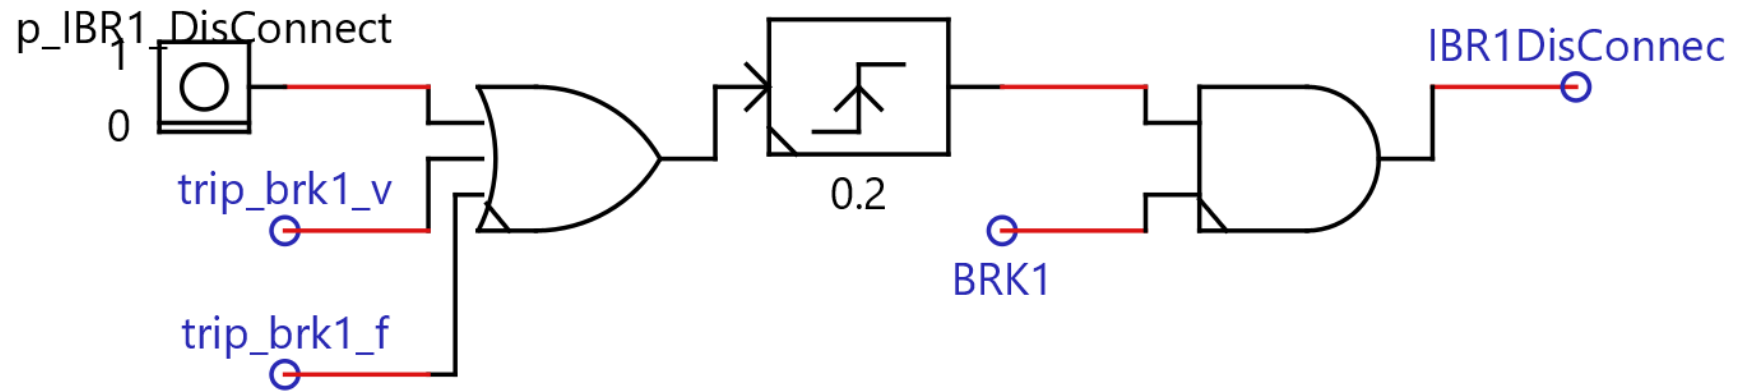 p_IBR1_DisConnect
1
0
trip_brk1_v
trip_brk1_f
0.2
BRK1
IBR1DisConnec